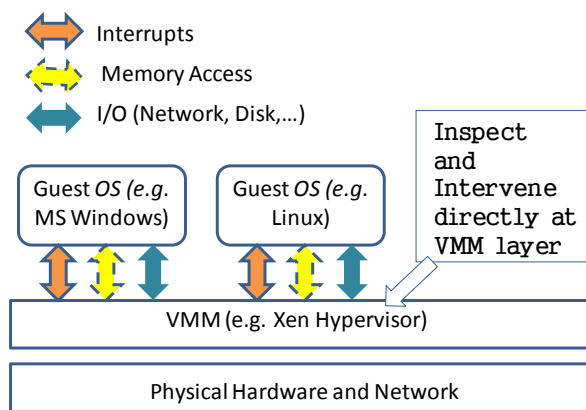 Interrupts
Memory Access
I/O (Network, Disk,…)
Inspect
and
Intervene
directly at
VMM layer
Guest OS (e.g.
MS Windows)
Guest OS (e.g.
Linux)
VMM (e.g. Xen Hypervisor)
Physical Hardware and Network